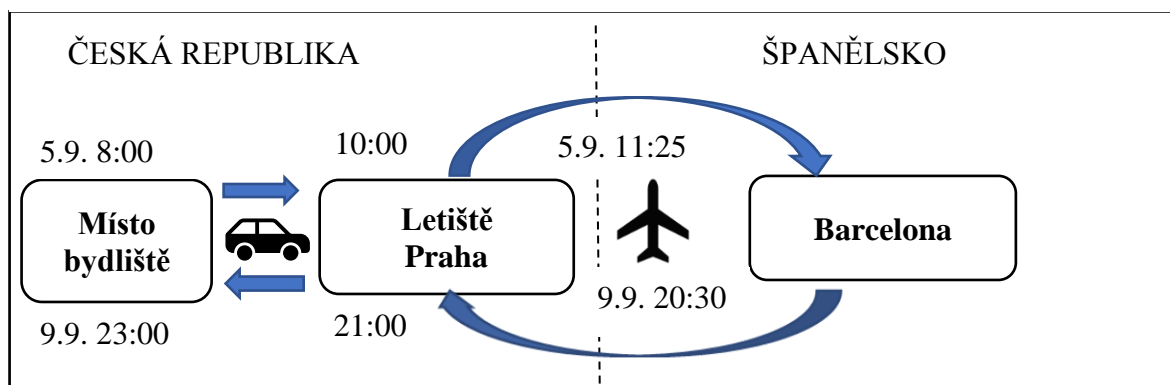 ČESKÁ REPUBLIKA
ŠPANĚLSKO
5.9. 8:00
10:00
5.9. 11:25
Místo
bydliště
Letiště
Praha
Barcelona
9.9. 20:30
9.9. 23:00
21:00